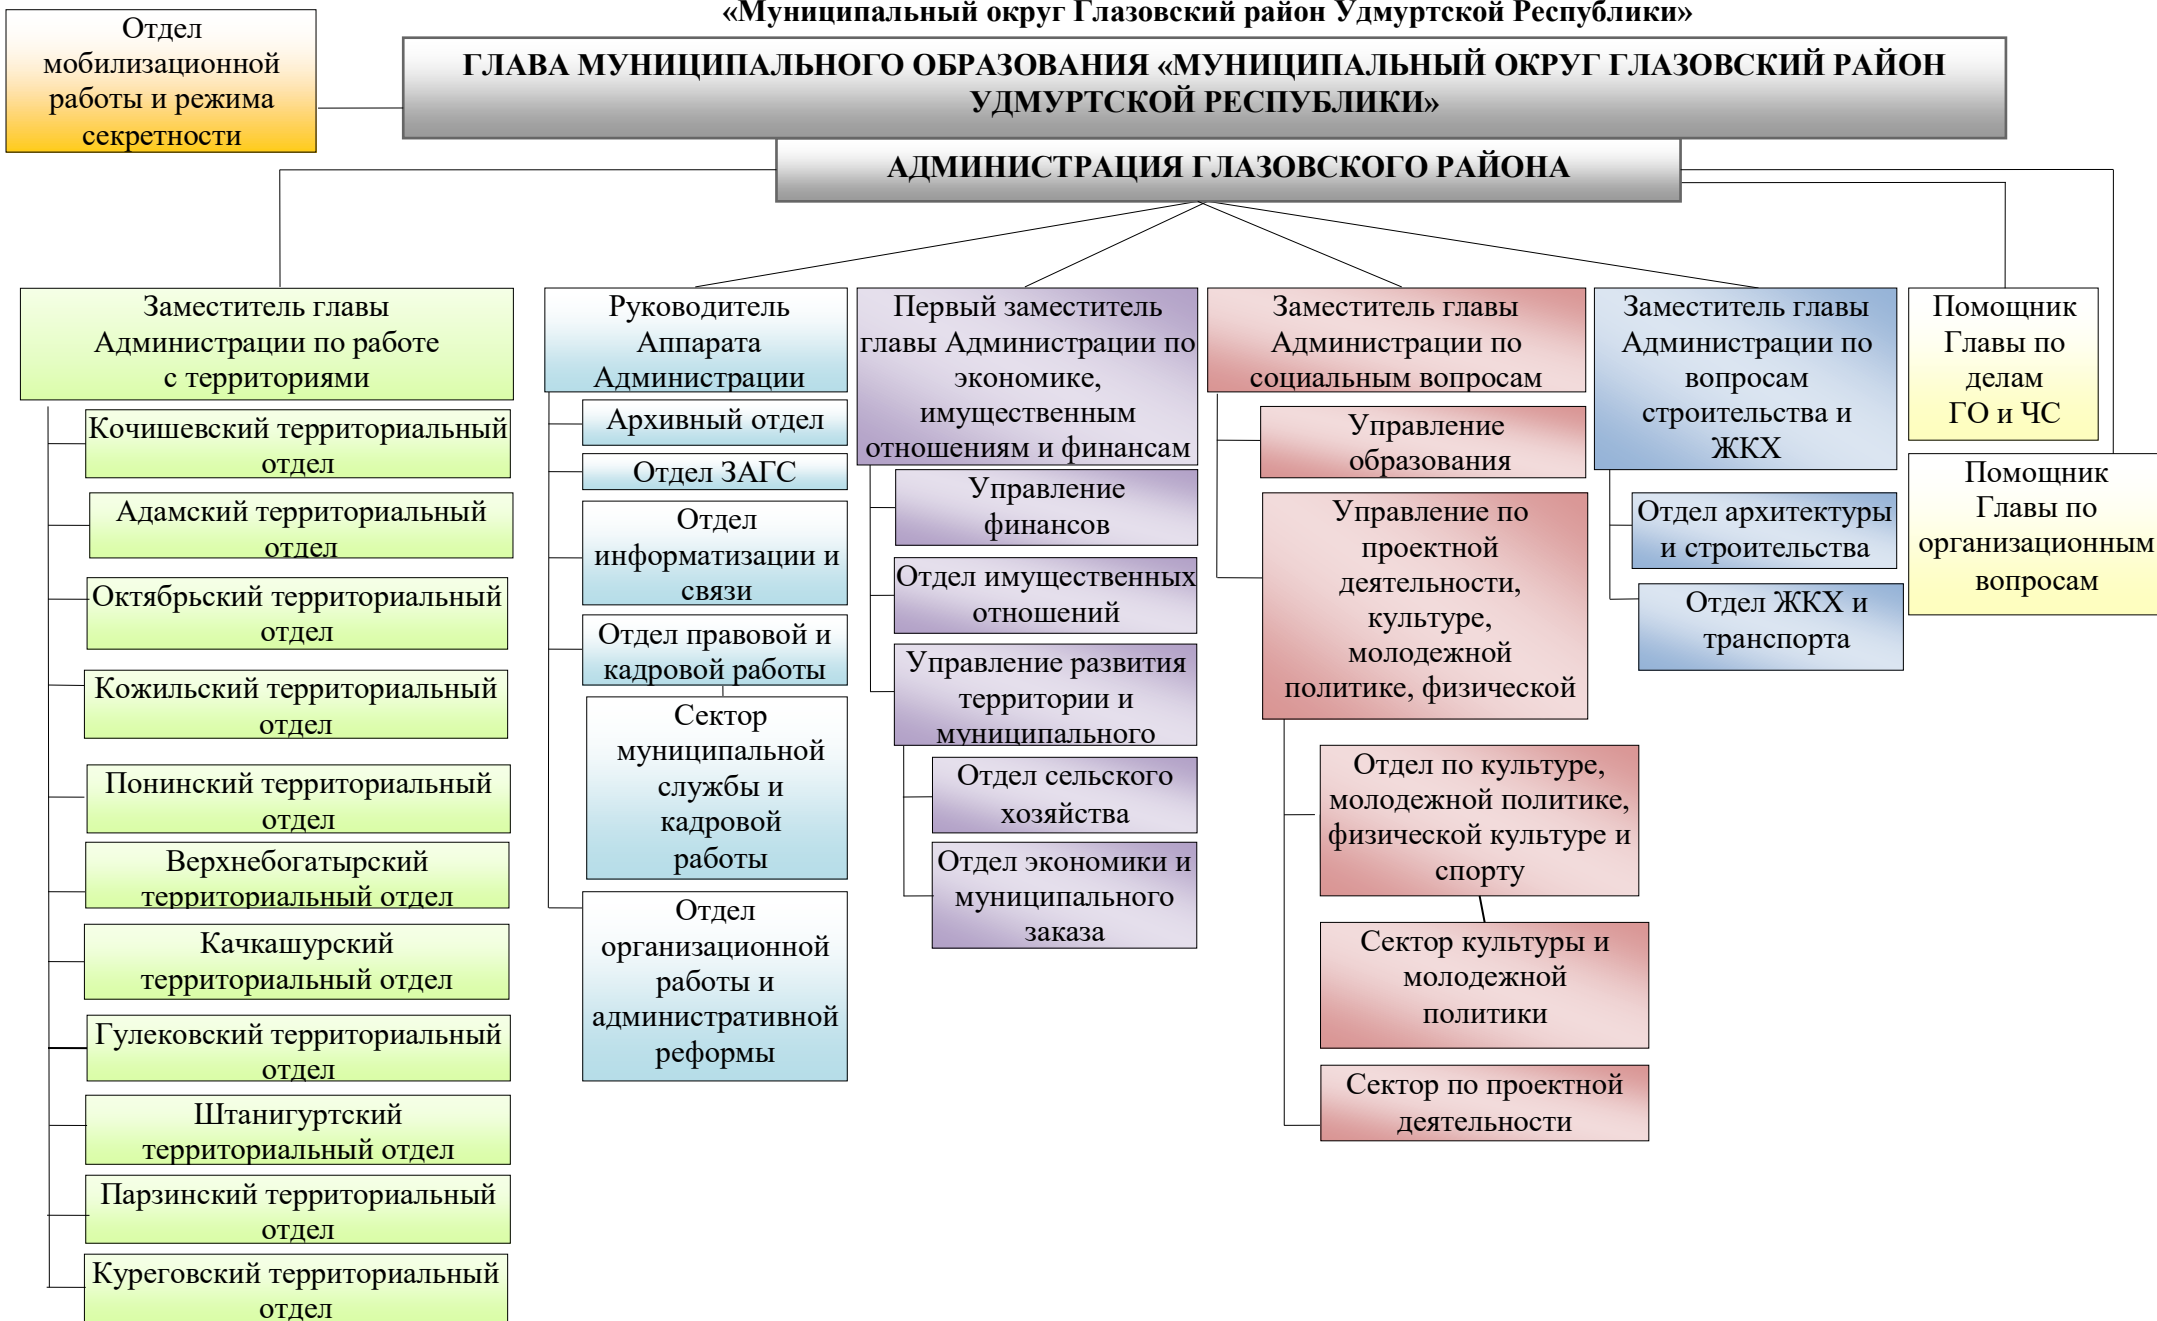 «Муниципальный округ Глазовский район Удмуртской Республики»
Отдел
мобилизационной
работы и режима
секретности
ГЛАВА МУНИЦИПАЛЬНОГО ОБРАЗОВАНИЯ «МУНИЦИПАЛЬНЫЙ ОКРУГ ГЛАЗОВСКИЙ РАЙОН
УДМУРТСКОЙ РЕСПУБЛИКИ»
АДМИНИСТРАЦИЯ ГЛАЗОВСКОГО РАЙОНА
Заместитель главы
Администрации по работе
с территориями
Кочишевский территориальный
отдел
Адамский территориальный
отдел
Октябрьский территориальный
отдел
Кожильский территориальный
отдел
Понинский территориальный
отдел
Верхнебогатырский
территориальный отдел
Качкашурский
территориальный отдел
Гулековский территориальный
отдел
Штанигуртский
территориальный отдел
Парзинский территориальный
отдел
Куреговский территориальный
отдел
Руководитель
Аппарата
Администрации
Архивный отдел
Отдел ЗАГС
Отдел
информатизации и
связи
Отдел правовой и
кадровой работы
Сектор
муниципальной
службы и
кадровой
работы
Отдел
организационной
работы и
административной
реформы
Первый заместитель
главы Администрации по
экономике,
имущественным
отношениям и финансам
Управление
финансов
Отдел имущественных
отношений
Управление развития
территории и
муниципального
Отдел сельского
хозяйства
Отдел экономики и
муниципального
заказа
Заместитель главы
Администрации по
социальным вопросам
Управление
образования
Управление по
проектной
деятельности,
культуре,
молодежной
политике, физической
Отдел по культуре,
молодежной политике,
физической культуре и
спорту
Сектор культуры и
молодежной
политики
Сектор по проектной
деятельности
Заместитель главы
Администрации по
вопросам
строительства и
ЖКХ
Отдел архитектуры
и строительства
Отдел ЖКХ и
транспорта
Помощник
Главы по
делам
ГО и ЧС
Помощник
Главы по
организационным
вопросам